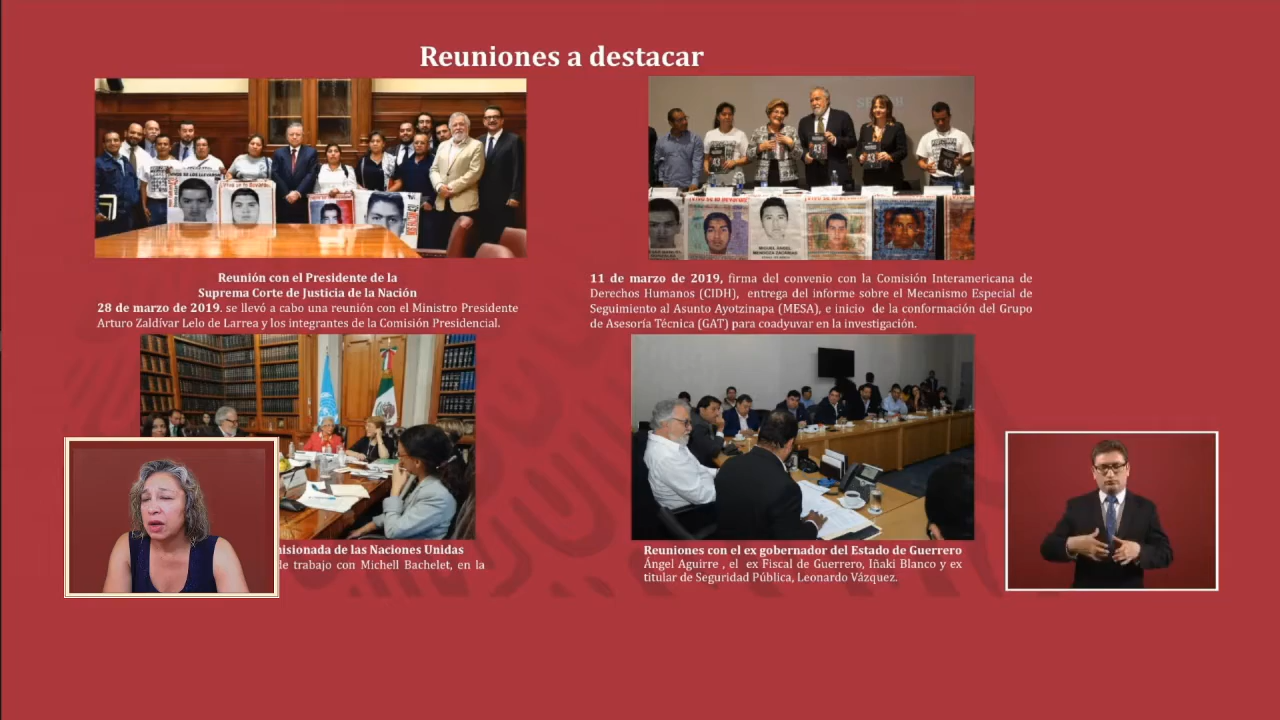 Reuniones a destacar
Reunión con el Presidente de la
Suprema Corte de Justicia de la Nación
28 de marzo de 2019. se llevó a cabo una reunión con el Ministro Presidente
Arturo Zaldívar Lelo de Larrea y los integrantes de la Comisión Presidencial.
11 de marzo de 2019, firma del convenio con la Comisión Interamericana de
Derechos Humanos (CIDH), entrega del informe sobre el Mecanismo Especial de
Seguimiento al Asunto Ayotzinapa (MESA), e inicio de la conformación del Grupo
de Asesoría Técnica (GAT) para coadyuvar en la investigación.
de las Naciones Unidas
de trabajo con Michell Bachelet, en la
Reuniones con el ex gobernador del Estado de Guerrero
Ángel Aguirre , el ex Fiscal de Guerrero, Iñaki Blanco y ex
titular de Seguridad Pública, Leonardo Vázquez.